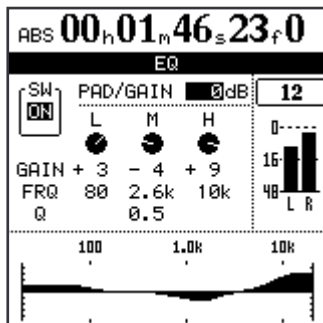 ABS 00h01m46s23f0
EQ
SW PAD/GAIN 0dB 12
ON
L M H
GAIN + 3 - 4 + 9
FRQ 80 2.6k 10k
Q 0.5
0
16
48
L R
100 1.0k 10k